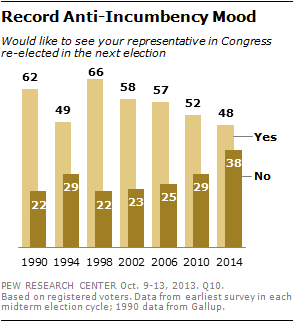 Record Anti-Incumbency Mood
Would like to see your representative in Congress
re-elected in the next election
62 49 66 58 57 52 48
Yes
22 29 22 23 25 29 38
No
1990 1994 1998 2002 2006 2010 2014
PEW RESEARCH CENTER Oct. 9-13, 2013. Q10.
Based on registered voters. Data from earliest survey in each
midterm election cycle; 1990 data from Gallup.